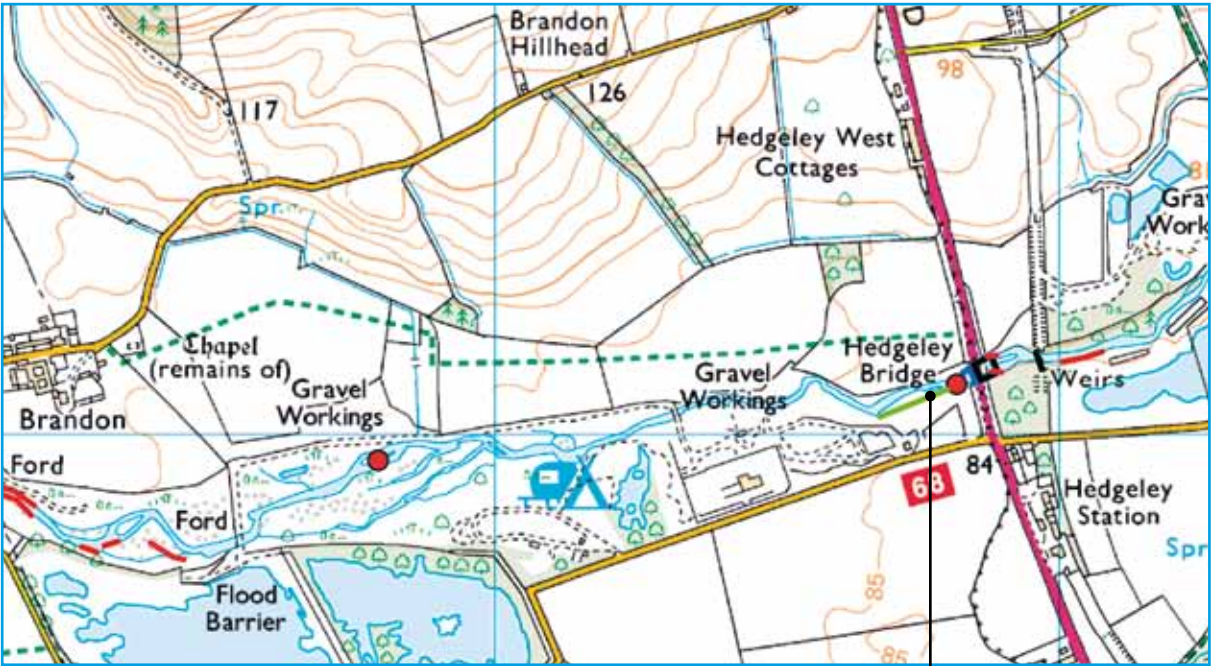 Brandon
Hillhead
98
117
126
Hedgeley West
Cottages
Spr
Gra
Work
Chapel
(remains of)
Hedgeley
Bridge
Gravel
Workings
Gravel
Workings
Weirs
Brandon
Ford
84
68
Hedgeley
Station
Ford
Spr
Flood
Barrier
85
85